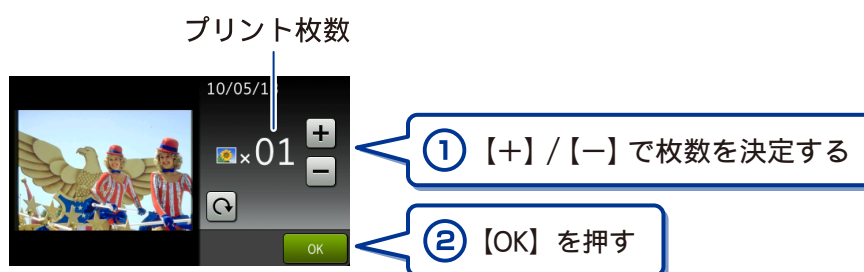 プリント枚数
10/05/1
×01
+
−
① 【＋】/【－】で枚数を決定する
OK
② 【OK】を押す